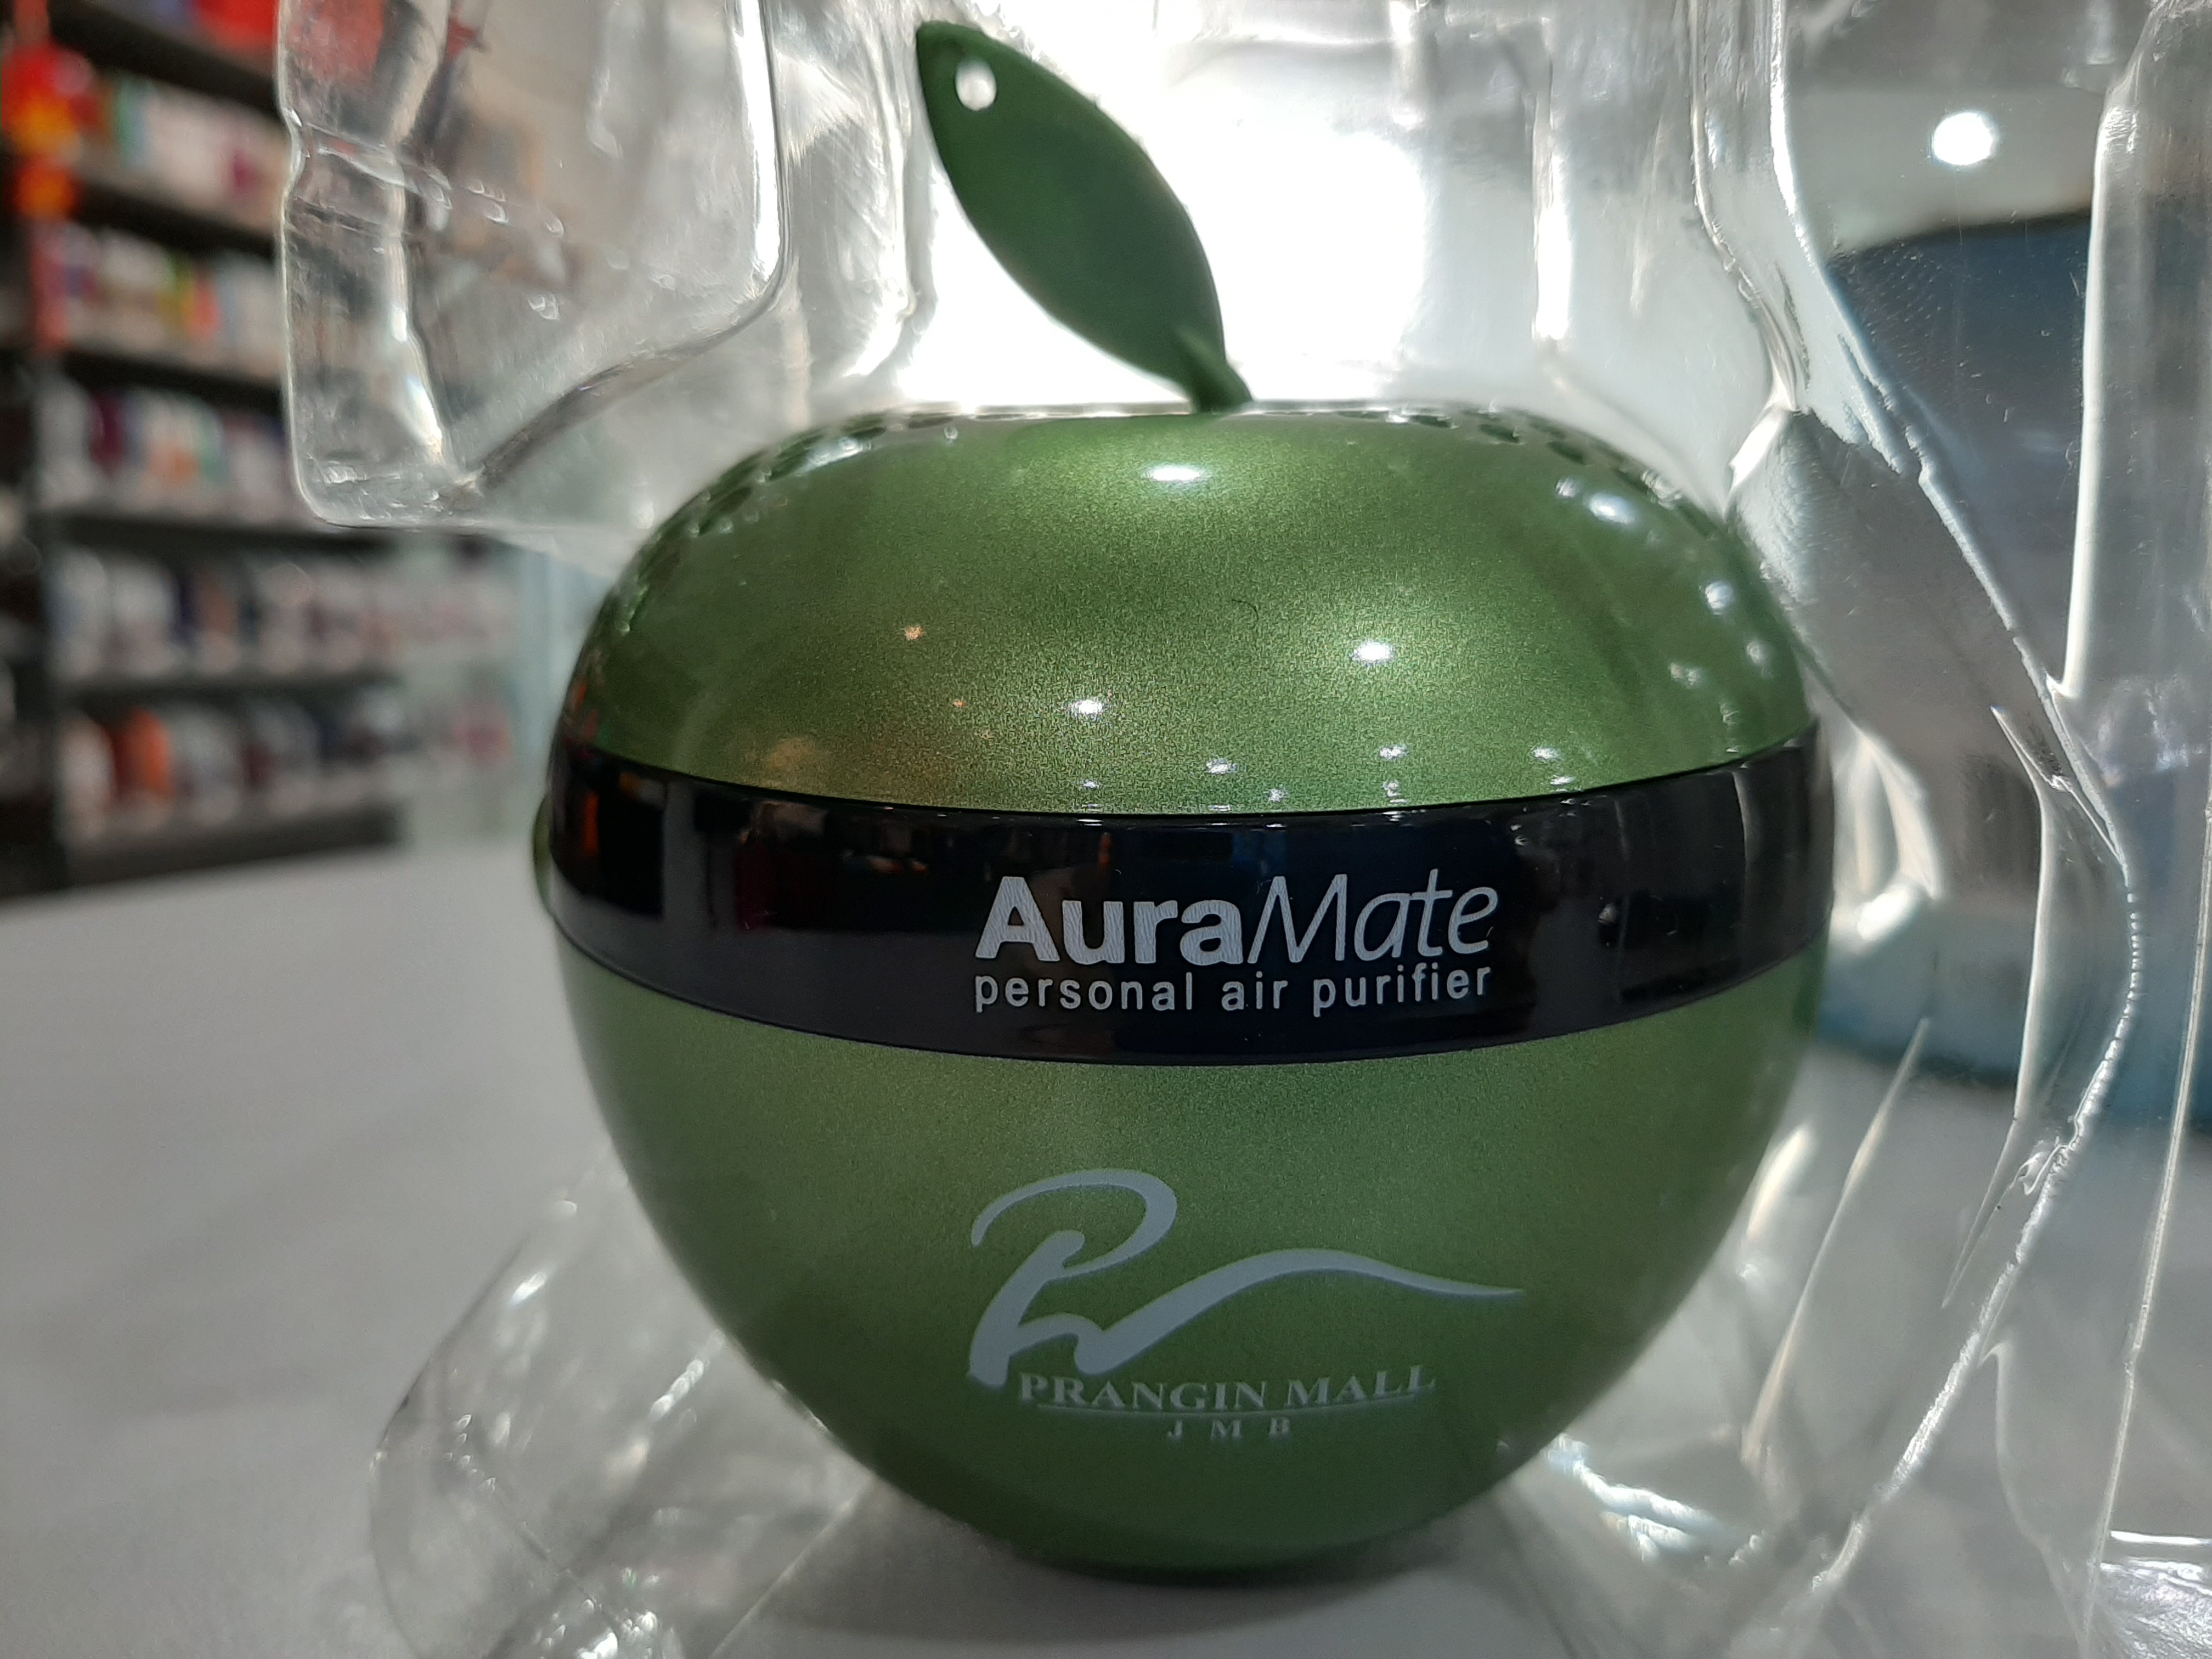 AuraMate
personal air purifier
PRANGIN MALL
JMB